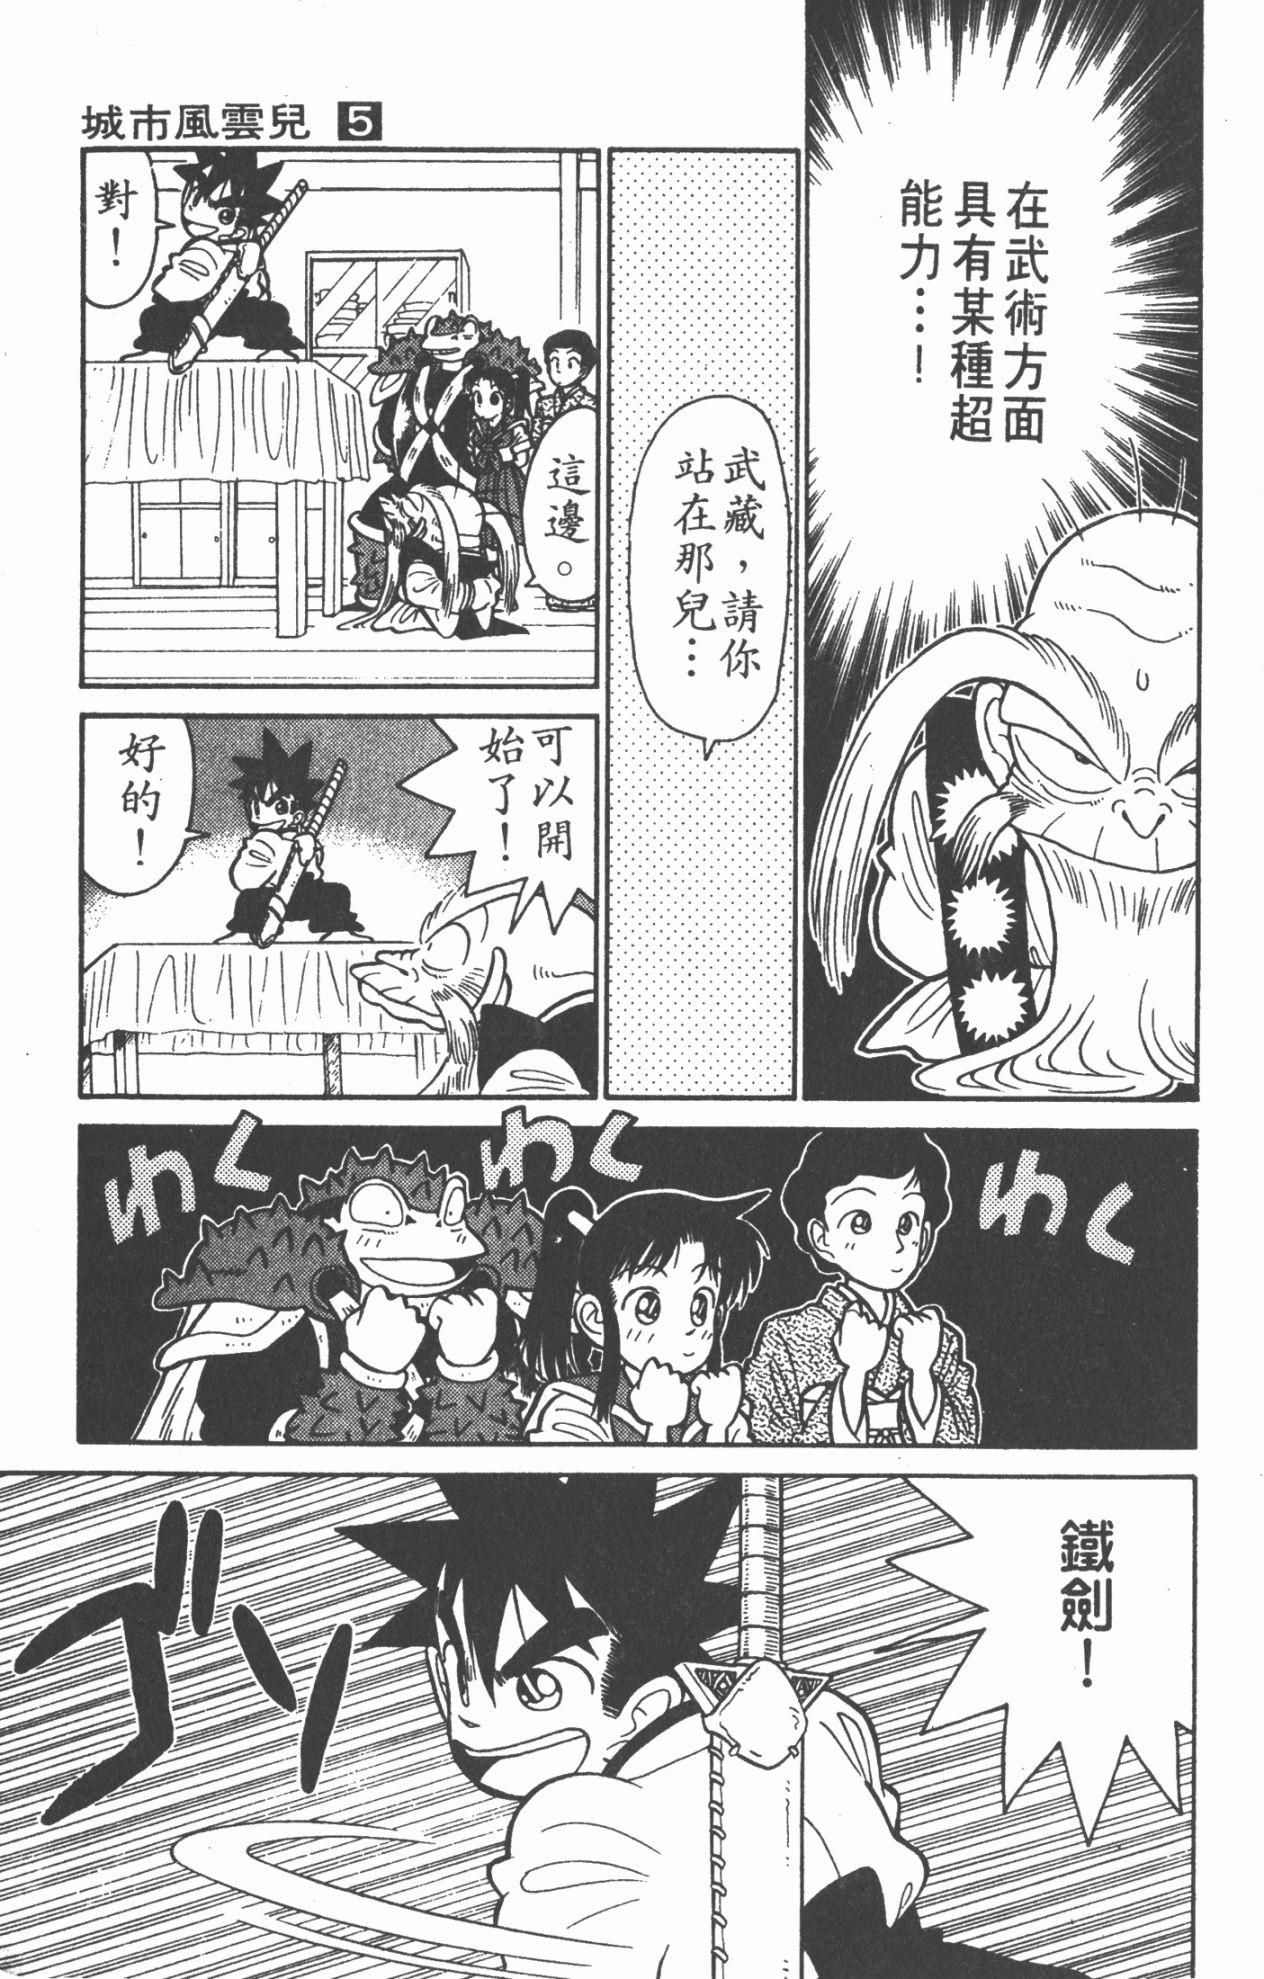 城市風雲兒 5
在武術方面
具有某種超
能力…！
武藏，請你
站在那兒…
這邊。
對！
可以開
始了！
好的！
わく
わく
わく
鐵劍！
ブン